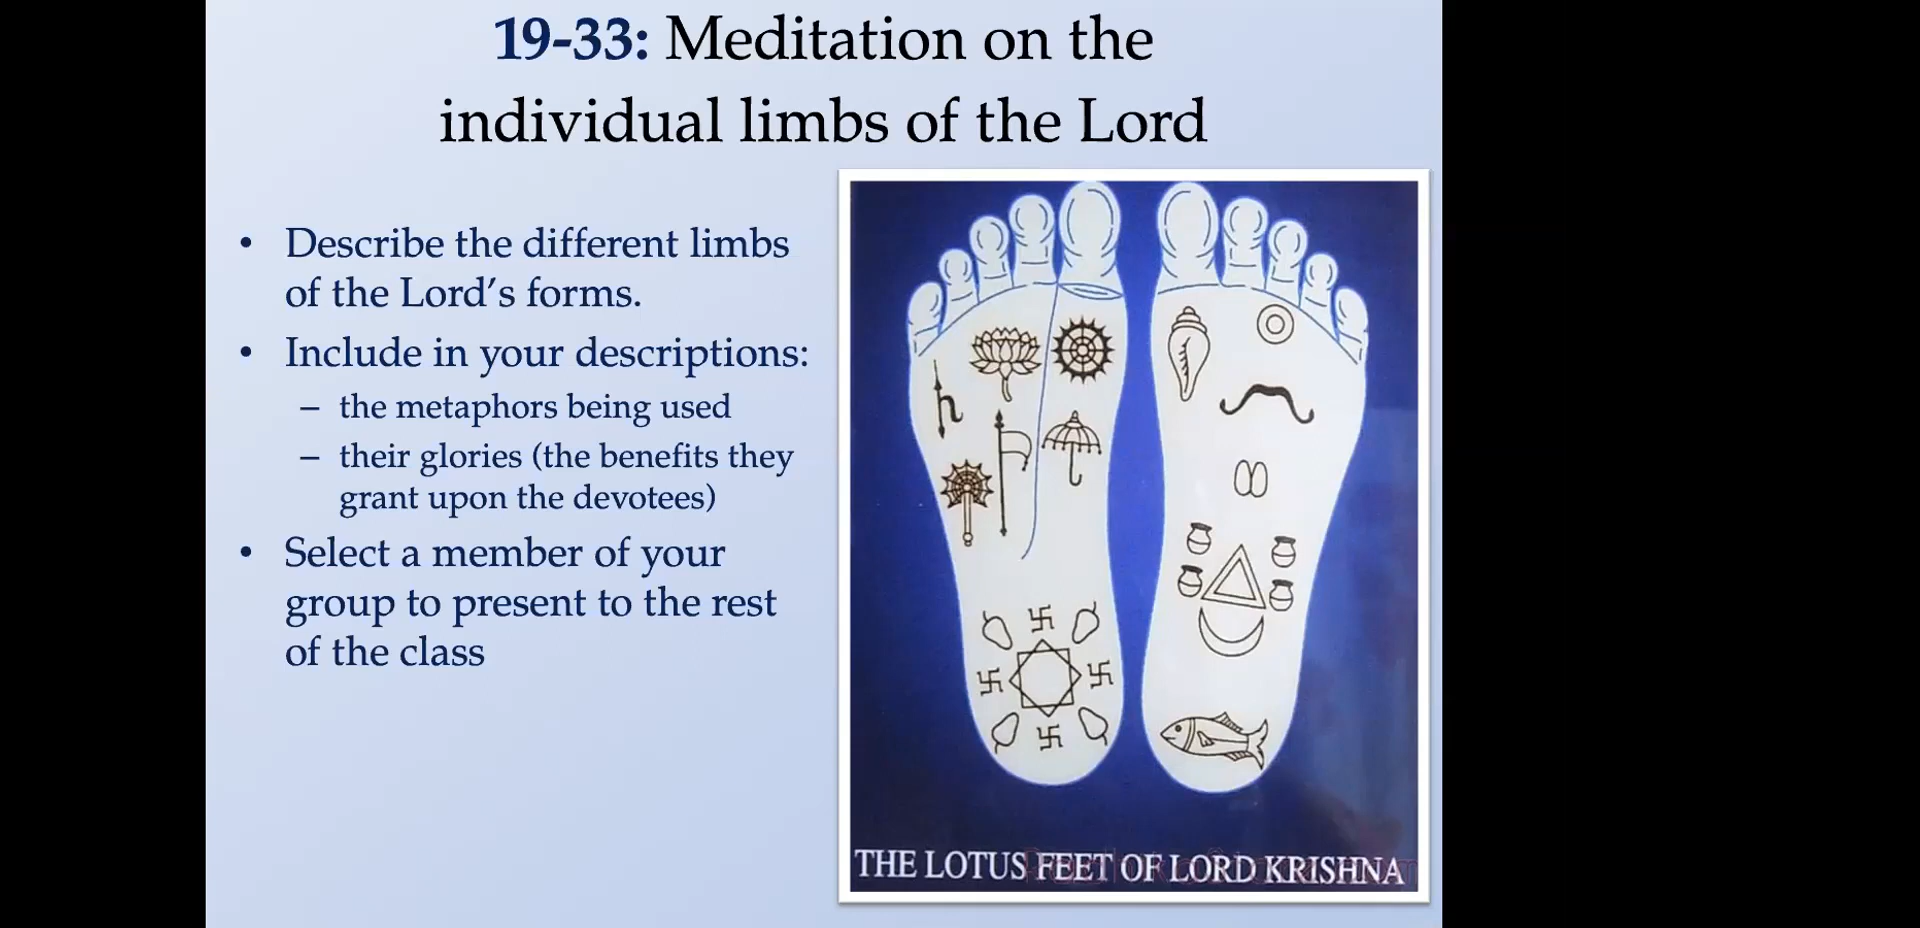 19-33: Meditation on the
individual limbs of the Lord
• Describe the different limbs
of the Lord’s forms.
• Include in your descriptions:
– the metaphors being used
– their glories (the benefits they
grant upon the devotees)
• Select a member of your
group to present to the rest
of the class
THE LOTUS FEET OF LORD KRISHNA